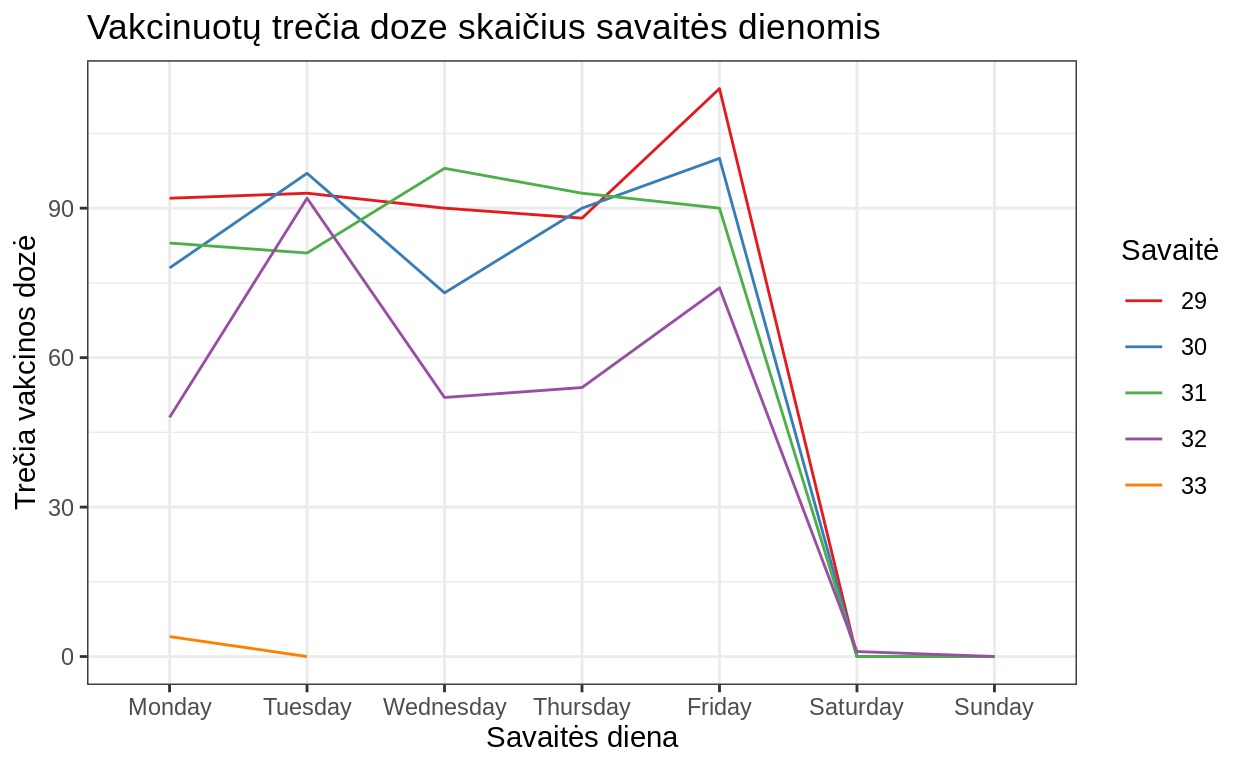 Vakcinuotų trečia doze skaičius savaitės dienomis
Trečia vakcinos dozė
90
60
30
0
Monday Tuesday Wednesday Thursday Friday Saturday Sunday
Savaitės diena
Savaitė
29
30
31
32
33